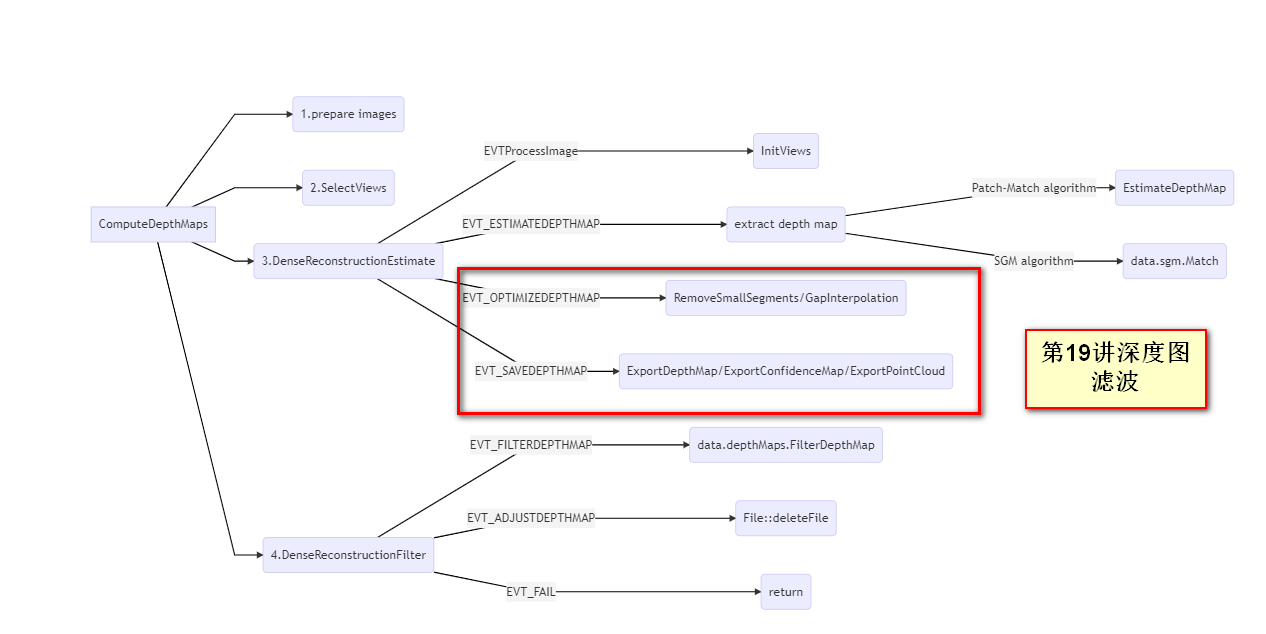 1.prepare images
EVTProcessImage
InitViews
2.SelectViews
Patch-Match algorithm
EstimateDepthMap
ComputeDepthMaps
EVT_ESTIMATEDEPTHMAP
extract depth map
3.DenseReconstructionEstimate
SGM algorithm
data.sgm.Match
EVT_OPTIMIZEDEPTHMAP
RemoveSmallSegments/GapInterpolation
第19讲深度图
滤波
EVT_SAVEDEPTHMAP
ExportDepthMap/ExportConfidenceMap/ExportPointCloud
EVT_FILTERDEPTHMAP
data.depthMaps.FilterDepthMap
EVT_ADJUSTDEPTHMAP
File::deleteFile
4.DenseReconstructionFilter
EVT_FAIL
return